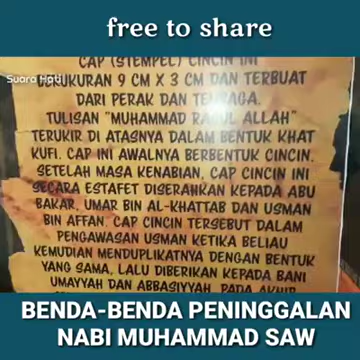 free to share
CAP (STEMPEL) CINCIN INI
Suara Hati
BERUKURAN 9 CM X 3 CM DAN TERBUAT
DARI PERAK DAN TEMBAGA.
TULISAN "MUHAMMAD RASUL ALLAH"
TERUKIR DI ATASNYA DALAM BENTUK KHAT
KUFI. CAP INI AWALNYA BERBENTUK CINCIN.
SETELAH MASA KENABIAN, CAP CINCIN INI
SECARA ESTAFET DISERAHKAN KEPADA ABU
BAKAR, UMAR BIN AL-KHATTAB DAN USMAN
BIN AFFAN. CAP CINCIN TERSEBUT DALAM
PENGAWASAN USMAN KETIKA BELIAU
KEMUDIAN MENDUPLIKATNYA DENGAN BENTUK
YANG SAMA, LALU DIBERIKAN KEPADA BANI
UMAYYAH DAN ABBASIYYAH. PADA AKHIR
BENDA-BENDA PENINGGALAN
NABI MUHAMMAD SAW